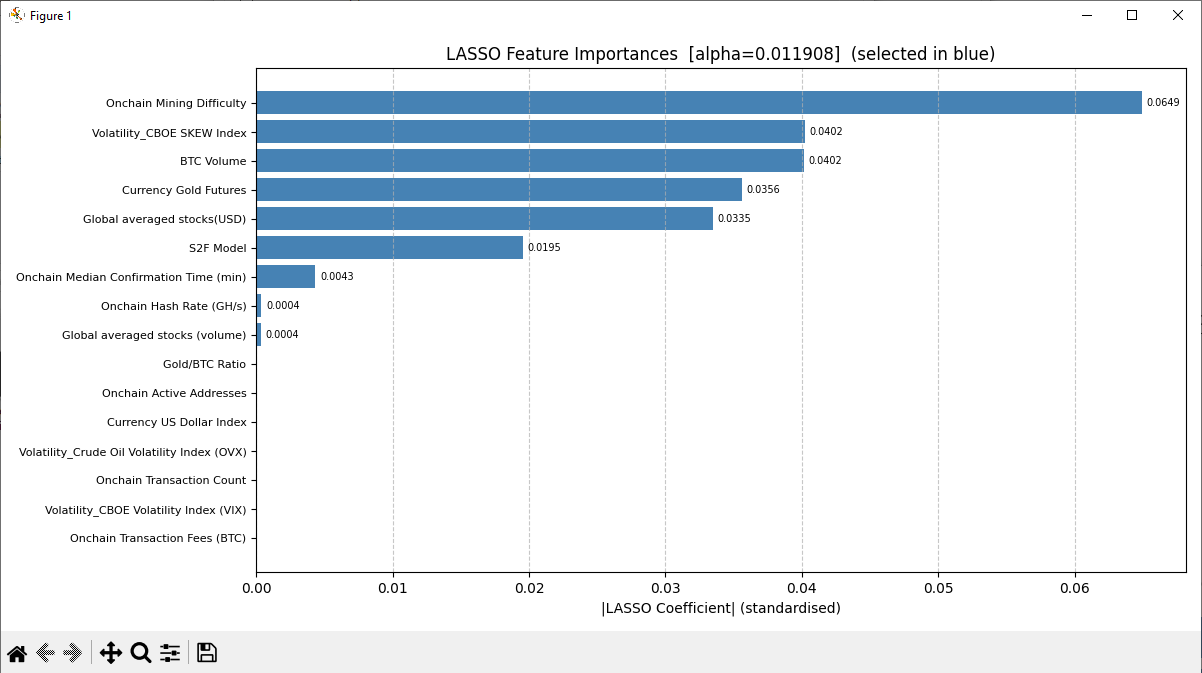 Figure 1
LASSO Feature Importances  [alpha=0.011908]  (selected in blue)
Onchain Mining Difficulty 0.0649
Volatility_CBOE SKEW Index 0.0402
BTC Volume 0.0402
Currency Gold Futures 0.0356
Global averaged stocks(USD) 0.0335
S2F Model 0.0195
Onchain Median Confirmation Time (min) 0.0043
Onchain Hash Rate (GH/s) 0.0004
Global averaged stocks (volume) 0.0004
Gold/BTC Ratio
Onchain Active Addresses
Currency US Dollar Index
Volatility_Crude Oil Volatility Index (OVX)
Onchain Transaction Count
Volatility_CBOE Volatility Index (VIX)
Onchain Transaction Fees (BTC)
0.00 0.01 0.02 0.03 0.04 0.05 0.06
|LASSO Coefficient| (standardised)